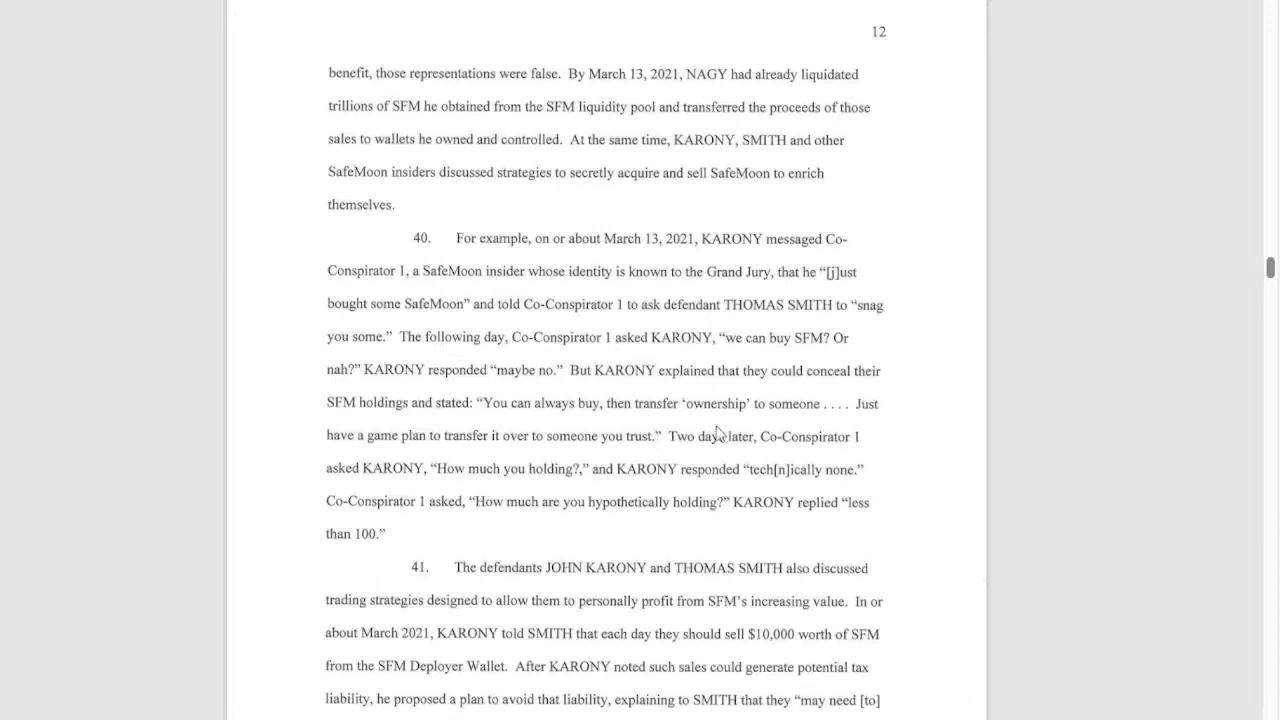 12
benefit, those representations were false. By March 13, 2021, NAGY had already liquidated
trillions of SFM he obtained from the SFM liquidity pool and transferred the proceeds of those
sales to wallets he owned and controlled. At the same time, KARONY, SMITH and other
SafeMoon insiders discussed strategies to secretly acquire and sell SafeMoon to enrich
themselves.
40. For example, on or about March 13, 2021, KARONY messaged Co-
Conspirator 1, a SafeMoon insider whose identity is known to the Grand Jury, that he “[j]ust
bought some SafeMoon” and told Co-Conspirator 1 to ask defendant THOMAS SMITH to “snag
you some.” The following day, Co-Conspirator 1 asked KARONY, “we can buy SFM? Or
nah?” KARONY responded “maybe no.” But KARONY explained that they could conceal their
SFM holdings and stated: “You can always buy, then transfer ‘ownership’ to someone . . . . Just
have a game plan to transfer it over to someone you trust.” Two days later, Co-Conspirator 1
asked KARONY, “How much you holding?,” and KARONY responded “tech[n]ically none.”
Co-Conspirator 1 asked, “How much are you hypothetically holding?” KARONY replied “less
than 100.”
41. The defendants JOHN KARONY and THOMAS SMITH also discussed
trading strategies designed to allow them to personally profit from SFM’s increasing value. In or
about March 2021, KARONY told SMITH that each day they should sell $10,000 worth of SFM
from the SFM Deployer Wallet. After KARONY noted such sales could generate potential tax
liability, he proposed a plan to avoid that liability, explaining to SMITH that they “may need [to]